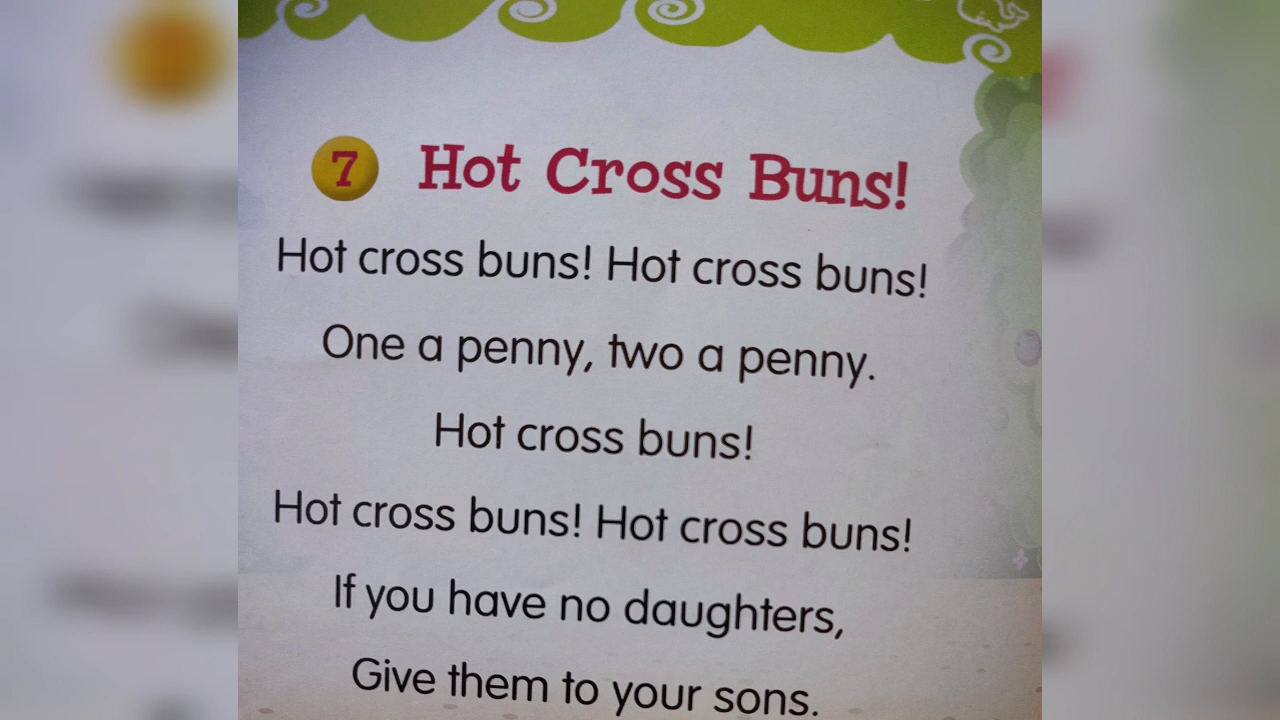 7 Hot Cross Buns!
Hot cross buns! Hot cross buns!
One a penny, two a penny.
Hot cross buns!
Hot cross buns! Hot cross buns!
If you have no daughters,
Give them to your sons.